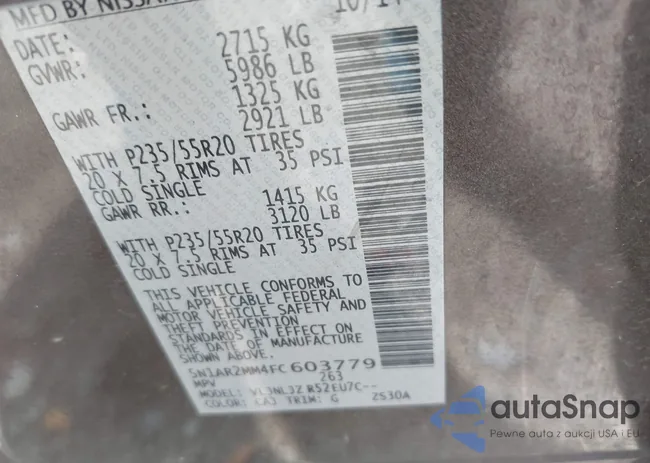 MFD BY NISSAN
DATE: 10/14
GVWR: 2715 KG
5986 LB
GAWR FR.: 1325 KG
2921 LB
WITH P235/55R20 TIRES
20 X 7.5 RIMS AT 35 PSI
COLD SINGLE
GAWR RR.: 1415 KG
3120 LB
WITH P235/55R20 TIRES
20 X 7.5 RIMS AT 35 PSI
COLD SINGLE
THIS VEHICLE CONFORMS TO
ALL APPLICABLE FEDERAL
MOTOR VEHICLE SAFETY AND
THEFT PREVENTION
STANDARDS IN EFFECT ON
THE DATE OF MANUFACTURE
5N1AR2MM4FC603779
MPV 263
MODEL: VL3NL3Z R52EU7C--
COLOR: LAJ TRIM: G ZS30A
autoSnap
Pewne auta z aukcji USA i EU